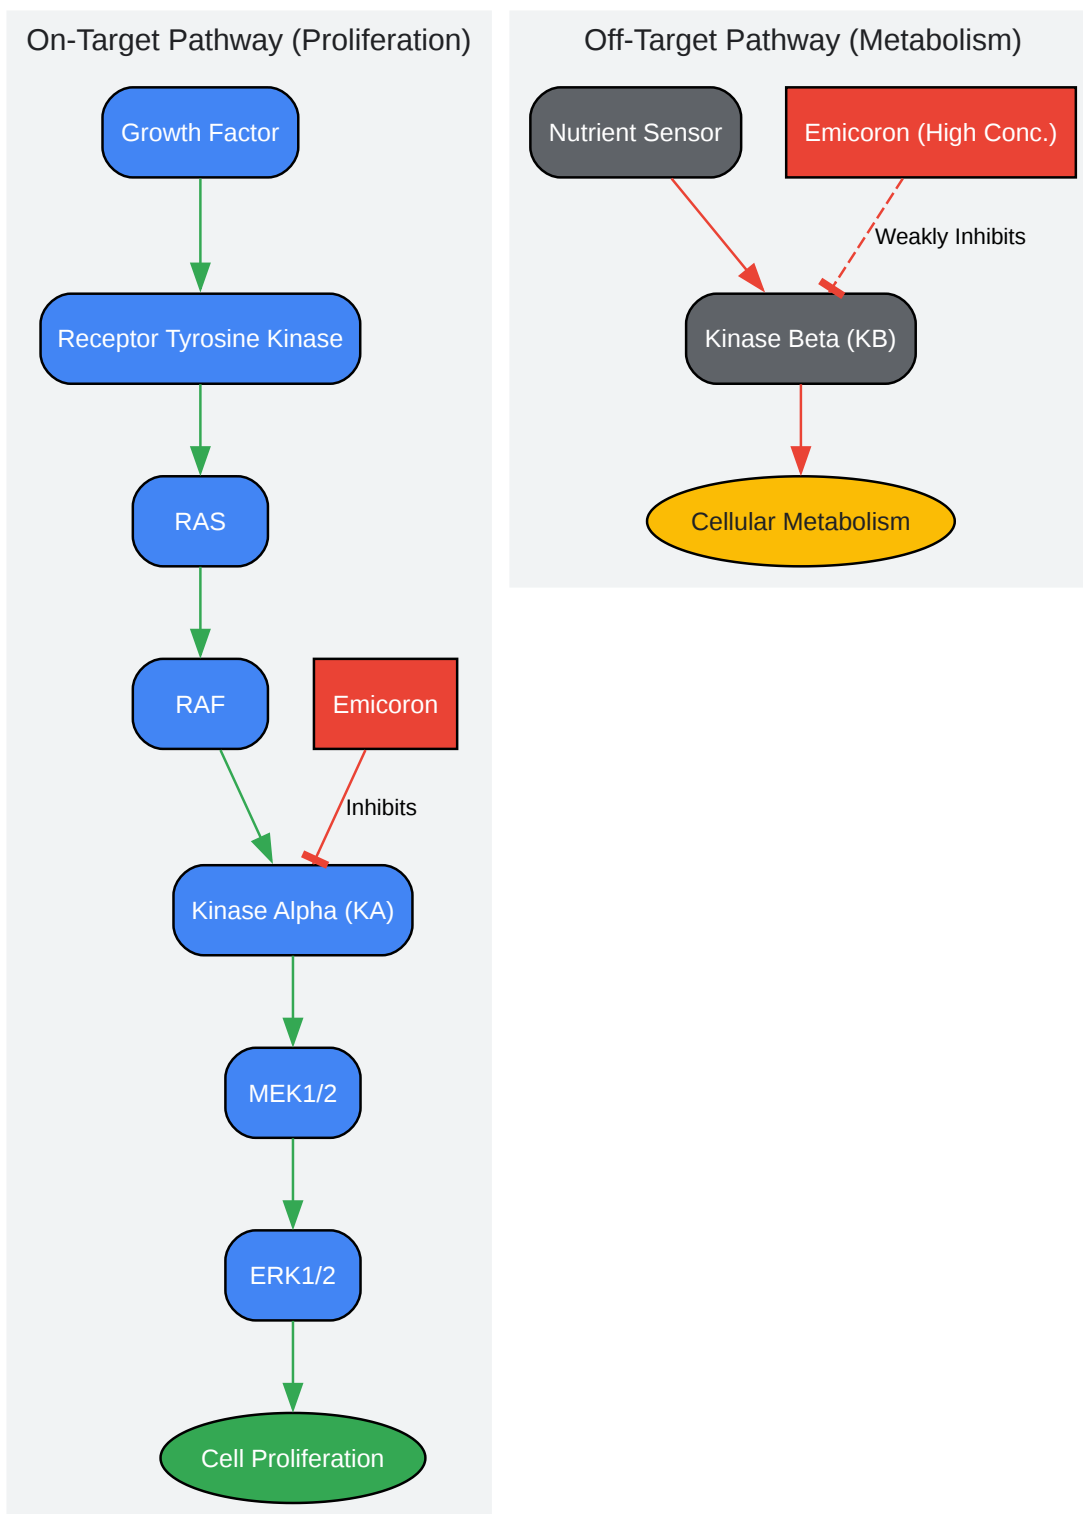 On-Target Pathway (Proliferation)
Growth Factor
Receptor Tyrosine Kinase
RAS
RAF
Emicoron
Inhibits
Kinase Alpha (KA)
MEK1/2
ERK1/2
Cell Proliferation
Off-Target Pathway (Metabolism)
Nutrient Sensor
Emicoron (High Conc.)
Weakly Inhibits
Kinase Beta (KB)
Cellular Metabolism